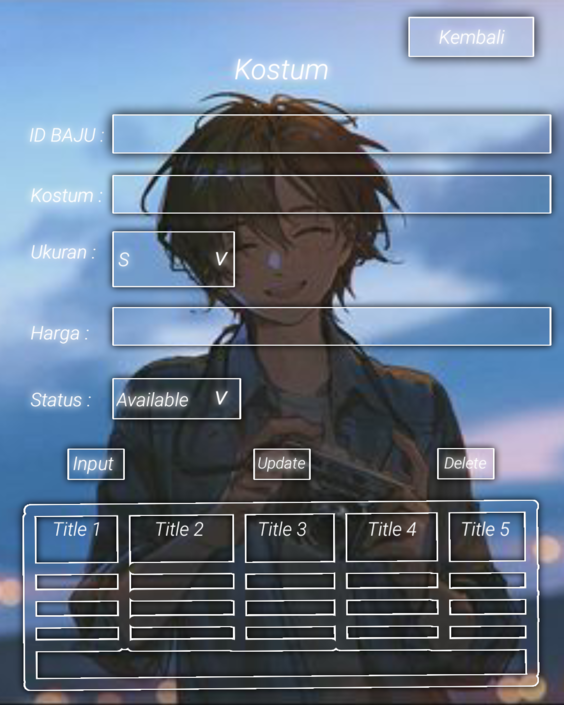 Kembali
Kostum
ID BAJU :
Kostum :
Ukuran :
S V
Harga :
Status :
Available V
Input
Update
Delete
Title 1
Title 2
Title 3
Title 4
Title 5